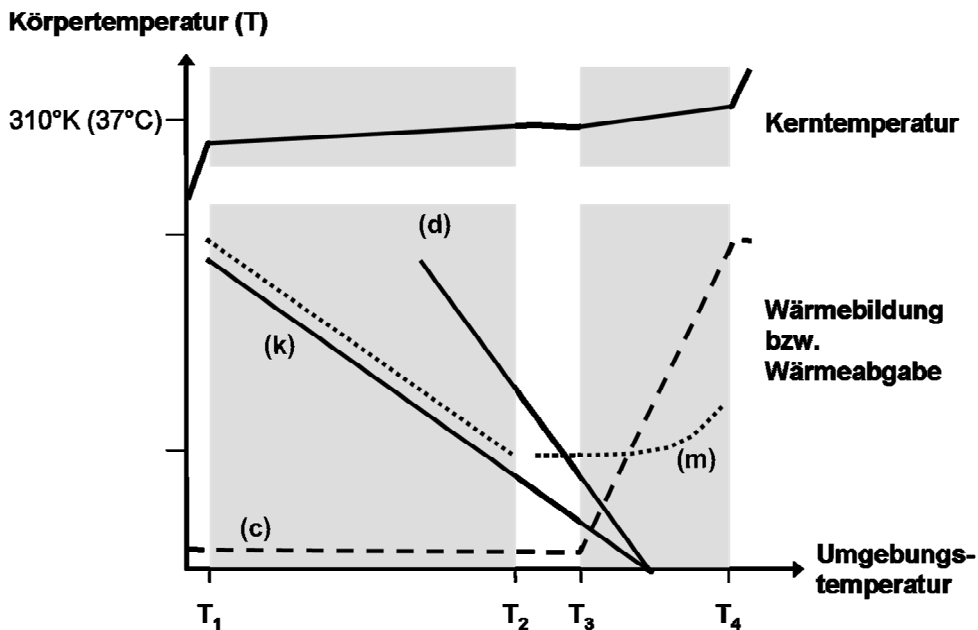 Körpertemperatur (T)
310°K (37°C)
Kerntemperatur
(d)
(k)
Wärmebildung
bzw.
Wärmeabgabe
(m)
(c)
Umgebungs-
temperatur
T₁
T₂
T₃
T₄